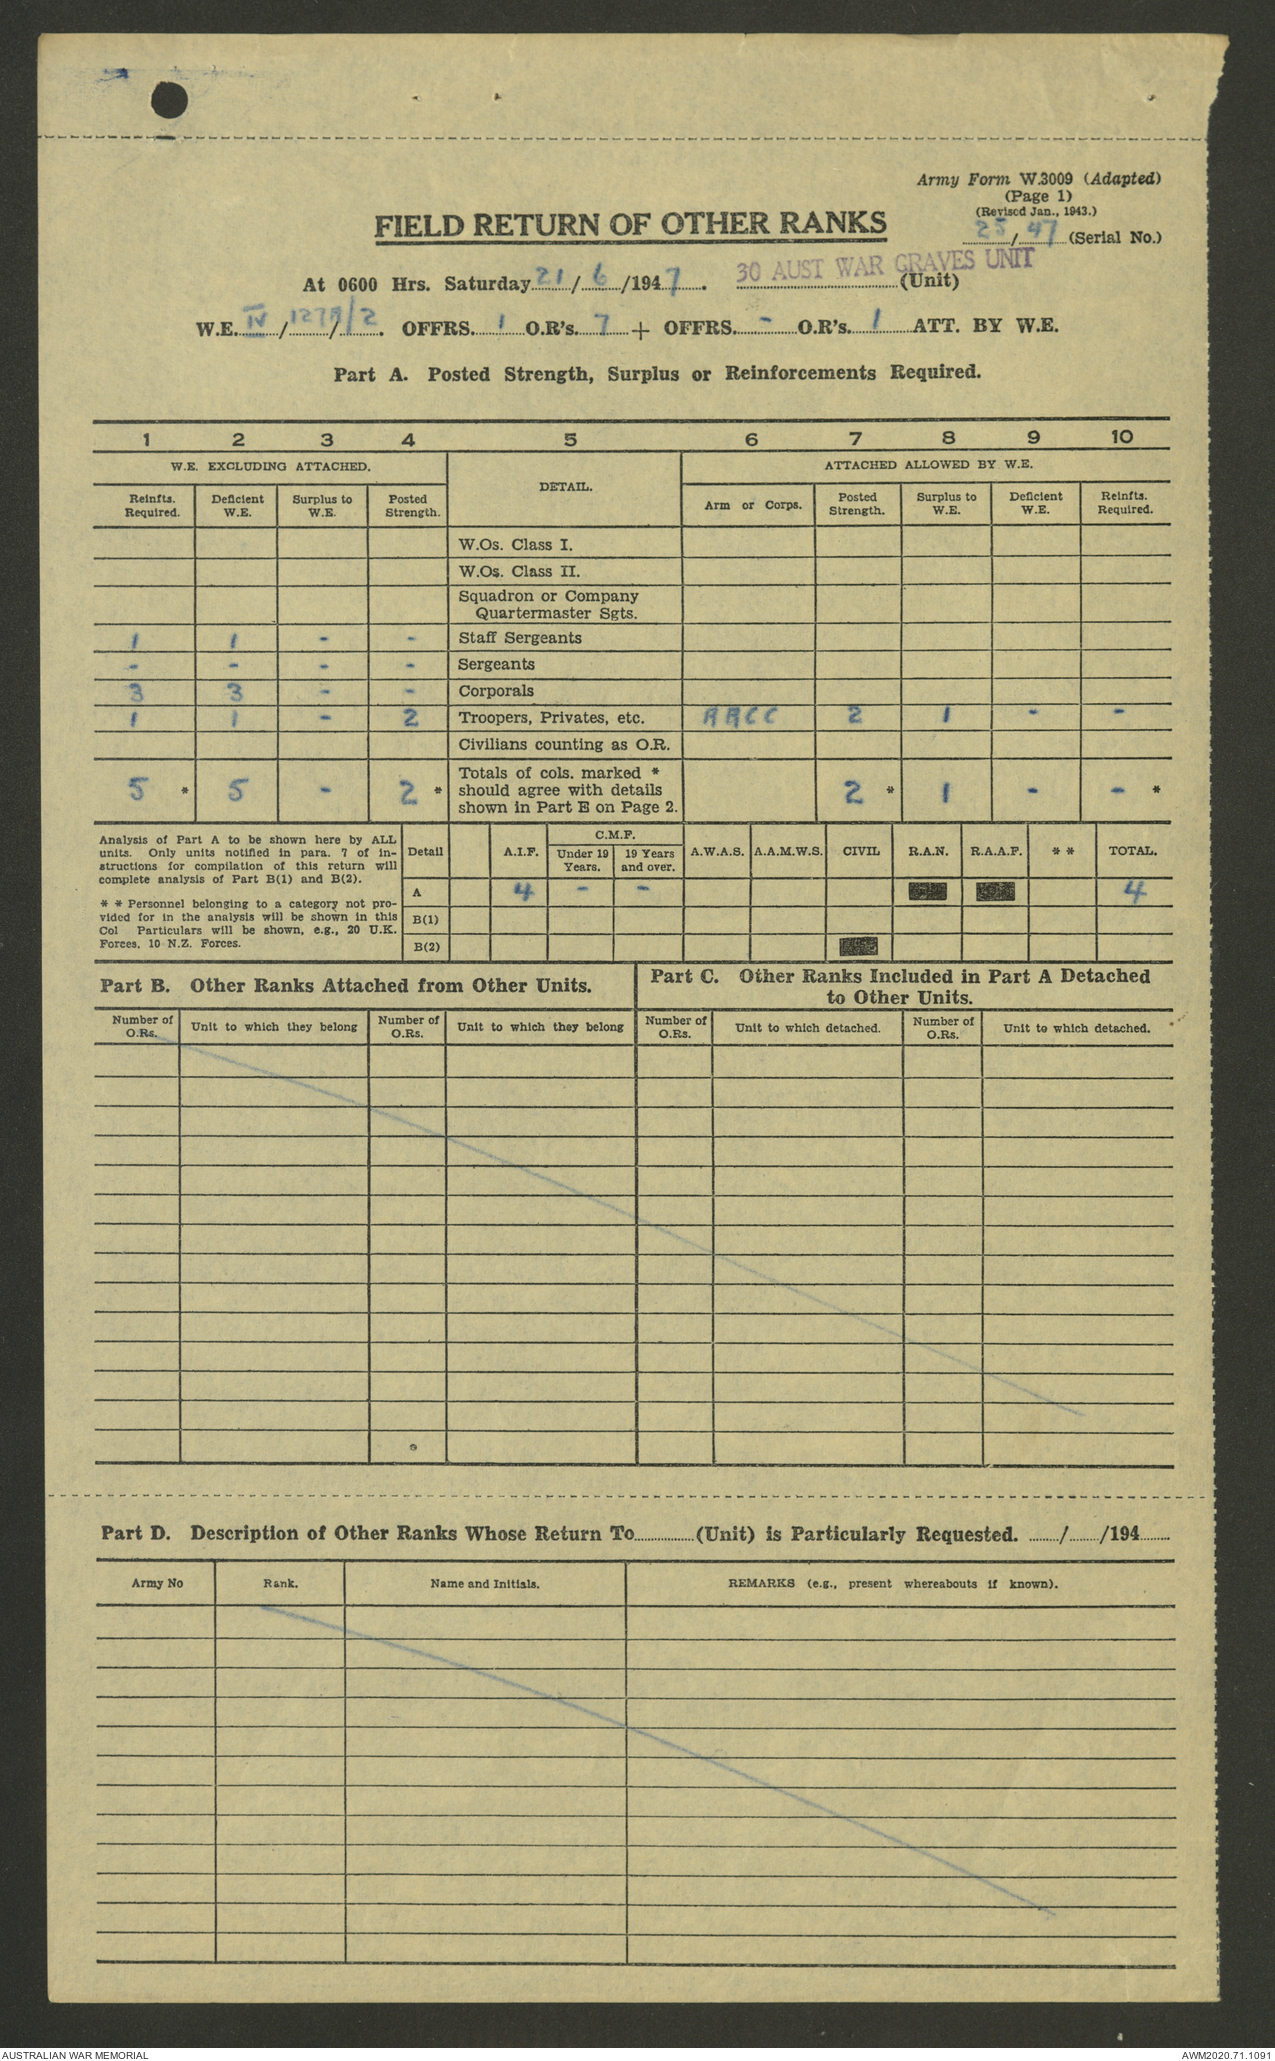 Army Form W.3009 (Adapted)
(Page 1)
(Revised Jan., 1943.)
FIELD RETURN OF OTHER RANKS
25/47 (Serial No.)
At 0600 Hrs. Saturday 21/6/1947. 30 AUST WAR GRAVES UNIT (Unit)
W.E. IV/127 /2. OFFRS. 1 O.R's. 7 + OFFRS. - O.R's. 1 ATT. BY W.E.
Part A. Posted Strength, Surplus or Reinforcements Required.
1 2 3 4 5 6 7 8 9 10
W.E. EXCLUDING ATTACHED. DETAIL. ATTACHED ALLOWED BY W.E.
Reinfts. Required. Deficient W.E. Surplus to W.E. Posted Strength. Arm or Corps. Posted Strength. Surplus to W.E. Deficient W.E. Reinfts. Required.
W.Os. Class I.
W.Os. Class II.
Squadron or Company
Quartermaster Sgts.
1 1 - - Staff Sergeants
- - - - Sergeants
3 3 - - Corporals
1 1 - 2 Troopers, Privates, etc. AACC 2 1 - -
Civilians counting as O.R.
Totals of cols. marked *
should agree with details
shown in Part E on Page 2.
5 * 5 - 2 * 2 * 1 - - *
Analysis of Part A to be shown here by ALL
units. Only units notified in para. 7 of in-
structions for compilation of this return will
complete analysis of Part B(1) and B(2).
* * Personnel belonging to a category not pro-
vided for in the analysis will be shown in this
Col Particulars will be shown, e.g., 20 U.K.
Forces, 10 N.Z. Forces.
Detail A.I.F. C.M.F. Under 19 Years. 19 Years and over. A.W.A.S. A.A.M.W.S. CIVIL R.A.N. R.A.A.F. * * TOTAL.
A 4 - - 4
B(1)
B(2)
Part B. Other Ranks Attached from Other Units.
Part C. Other Ranks Included in Part A Detached
to Other Units.
Number of O.Rs. Unit to which they belong Number of O.Rs. Unit to which they belong Number of O.Rs. Unit to which detached. Number of O.Rs. Unit to which detached.
Part D. Description of Other Ranks Whose Return To (Unit) is Particularly Requested. / /194
Army No Rank. Name and Initials. REMARKS (e.g., present whereabouts if known).
AUSTRALIAN WAR MEMORIAL
AWM2020.71.1091